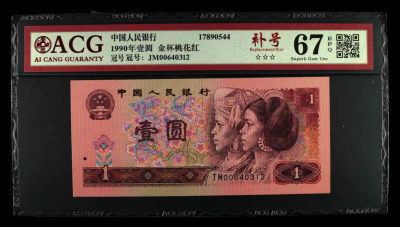 ACG
AI CANG GUARANTY
中国人民银行 17890544
1990年壹圆 金杯桃花红
冠号 冠号: JM00640312
补号
Replacement/Star
☆☆☆
67 EPQ
Superb Gem Unc
中国人民银行
1
壹圆
JM00640312
1
1